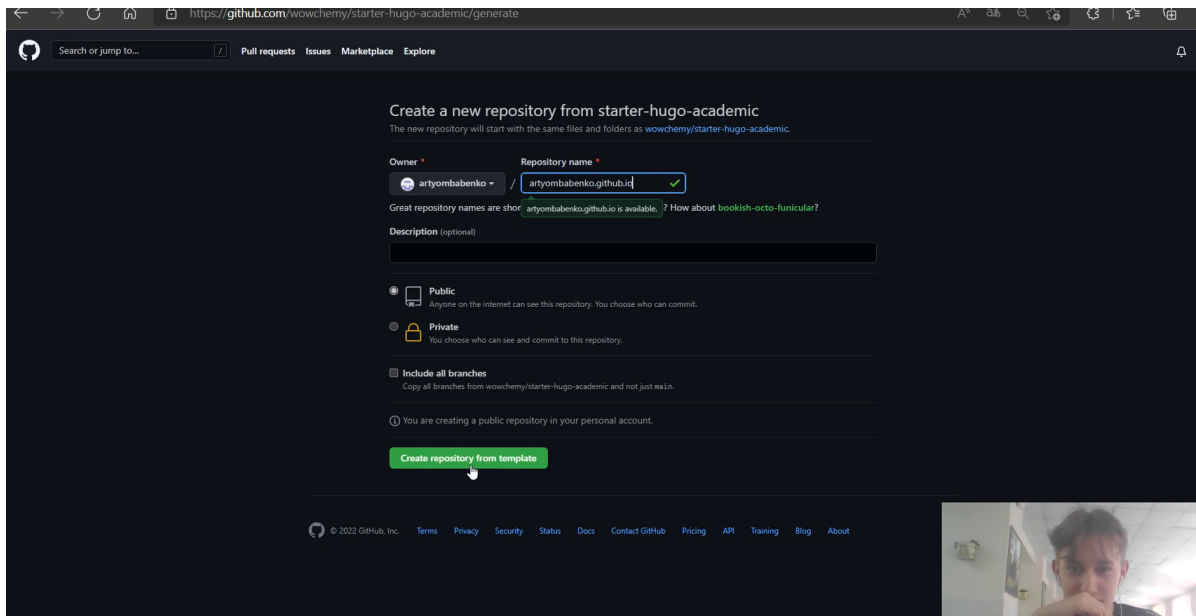 https://github.com/wowchemy/starter-hugo-academic/generate
Search or jump to... / Pull requests Issues Marketplace Explore
Create a new repository from starter-hugo-academic
The new repository will start with the same files and folders as wowchemy/starter-hugo-academic.
Owner * Repository name *
artyombabenko / artyombabenko.github.io
Great repository names are shor ? How about bookish-octo-funicular?
artyombabenko.github.io is available.
Description (optional)
Public
Anyone on the internet can see this repository. You choose who can commit.
Private
You choose who can see and commit to this repository.
Include all branches
Copy all branches from wowchemy/starter-hugo-academic and not just main.
You are creating a public repository in your personal account.
Create repository from template
© 2022 GitHub, Inc. Terms Privacy Security Status Docs Contact GitHub Pricing API Training Blog About